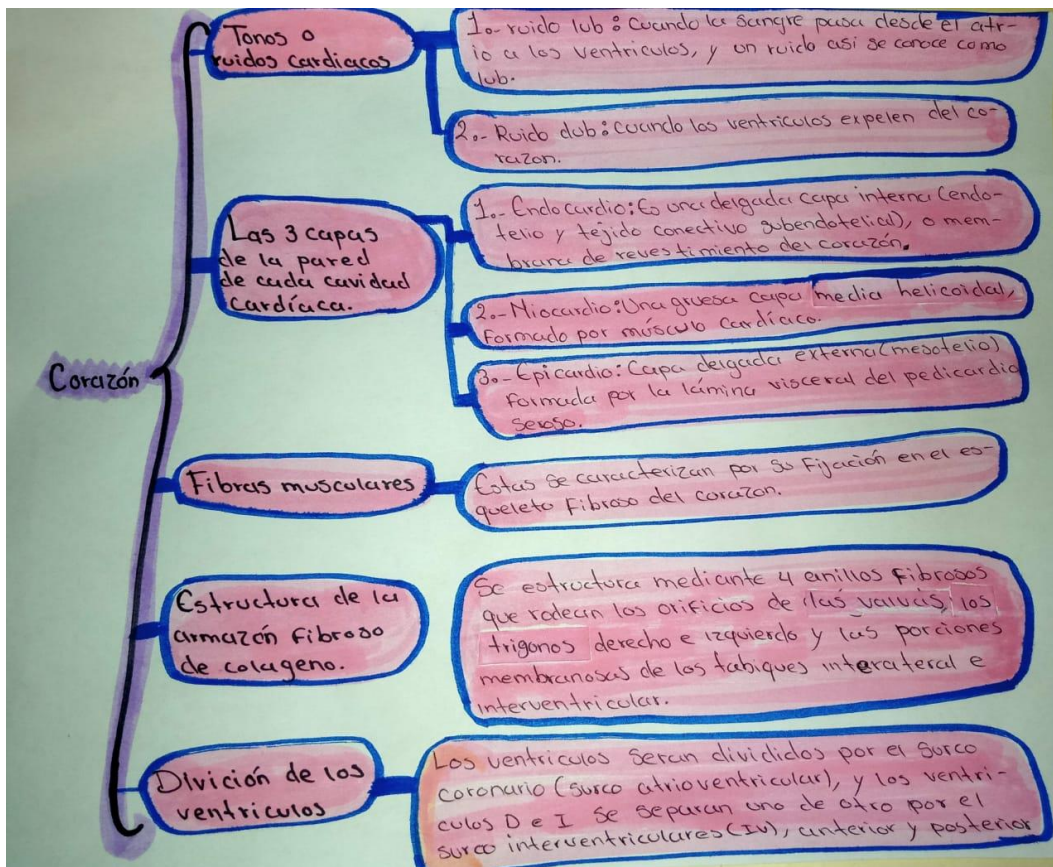 Corazón
Tonos o
ruidos cardiacos
1.- ruido lub: Cuando la sangre pasa desde el atr-
io a los ventriculos, y un ruido asi se conoce como
lub.
2.- Ruido dub: Cuando los ventriculos expelen del co-
razon.
Las 3 capas
de la pared
de cada cavidad
Cardíaca.
1.- Endocardio: Es una delgada capa interna (endo-
telio y tejido conectivo subendotelial), o mem-
brana de revestimiento del corazón.
2.- Miocardio: Una gruesa capa media helicoidal,
formado por músculo cardíaco.
3.- Epicardio: Capa delgada externa (mesotelio)
formada por la lámina visceral del pedicardio
seroso.
Fibras musculares
Estas se caracterizan por su Fijación en el es-
queleto Fibroso del corazon.
Estructura de la
armazón Fibroso
de colageno.
Se estructura mediante 4 anillos Fibrosos
que rodean los orificios de las valvas, los
trigonos derecho e izquierdo y las porciones
membranosas de los tabiques interateral e
interventricular.
División de los
ventriculos
Los ventriculos seran divididos por el surco
coronario (surco atrioventricular), y los ventri-
culos D e I se separan uno de otro por el
surco interventriculares (IV), anterior y posterior